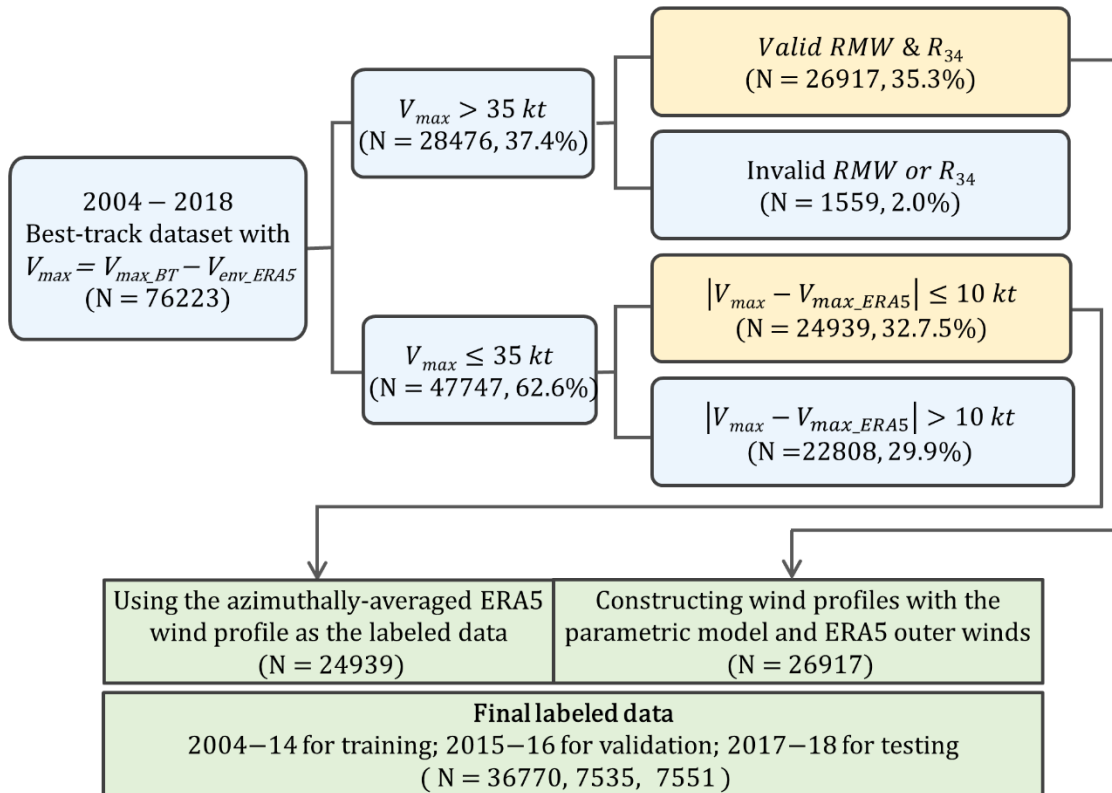 2004 – 2018
Best-track dataset with
V_max = V_max_BT − V_env_ERA5
(N = 76223)
V_max > 35 kt
(N = 28476, 37.4%)
V_max ≤ 35 kt
(N = 47747, 62.6%)
Valid RMW & R_34
(N = 26917, 35.3%)
Invalid RMW or R_34
(N = 1559, 2.0%)
|V_max − V_max_ERA5| ≤ 10 kt
(N = 24939, 32.7.5%)
|V_max − V_max_ERA5| > 10 kt
(N =22808, 29.9%)
Using the azimuthally-averaged ERA5
wind profile as the labeled data
(N = 24939)
Constructing wind profiles with the
parametric model and ERA5 outer winds
(N = 26917)
Final labeled data
2004–14 for training; 2015–16 for validation; 2017–18 for testing
( N = 36770, 7535, 7551 )